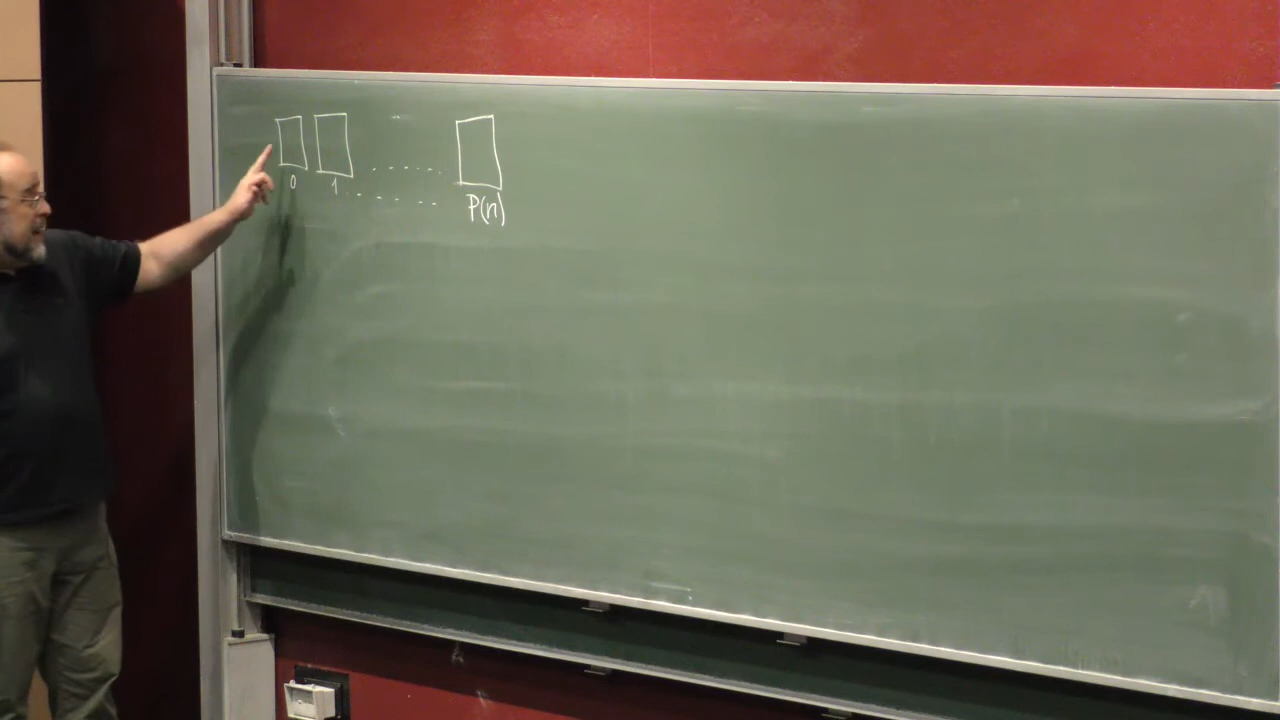 0 1 . . . . . . P(n)